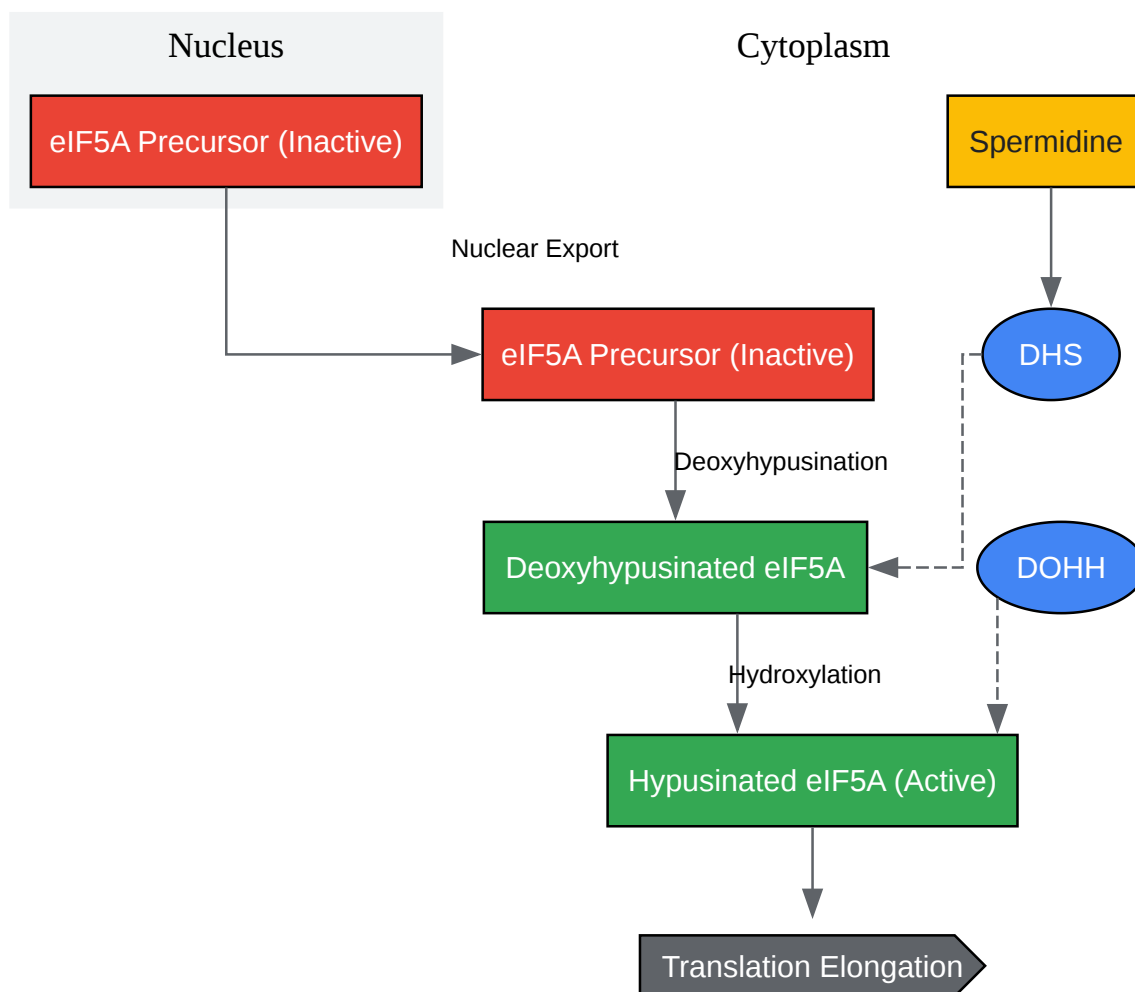 Nucleus
Cytoplasm
eIF5A Precursor (Inactive)
Spermidine
Nuclear Export
eIF5A Precursor (Inactive)
DHS
Deoxyhypusination
Deoxyhypusinated eIF5A
DOHH
Hydroxylation
Hypusinated eIF5A (Active)
Translation Elongation